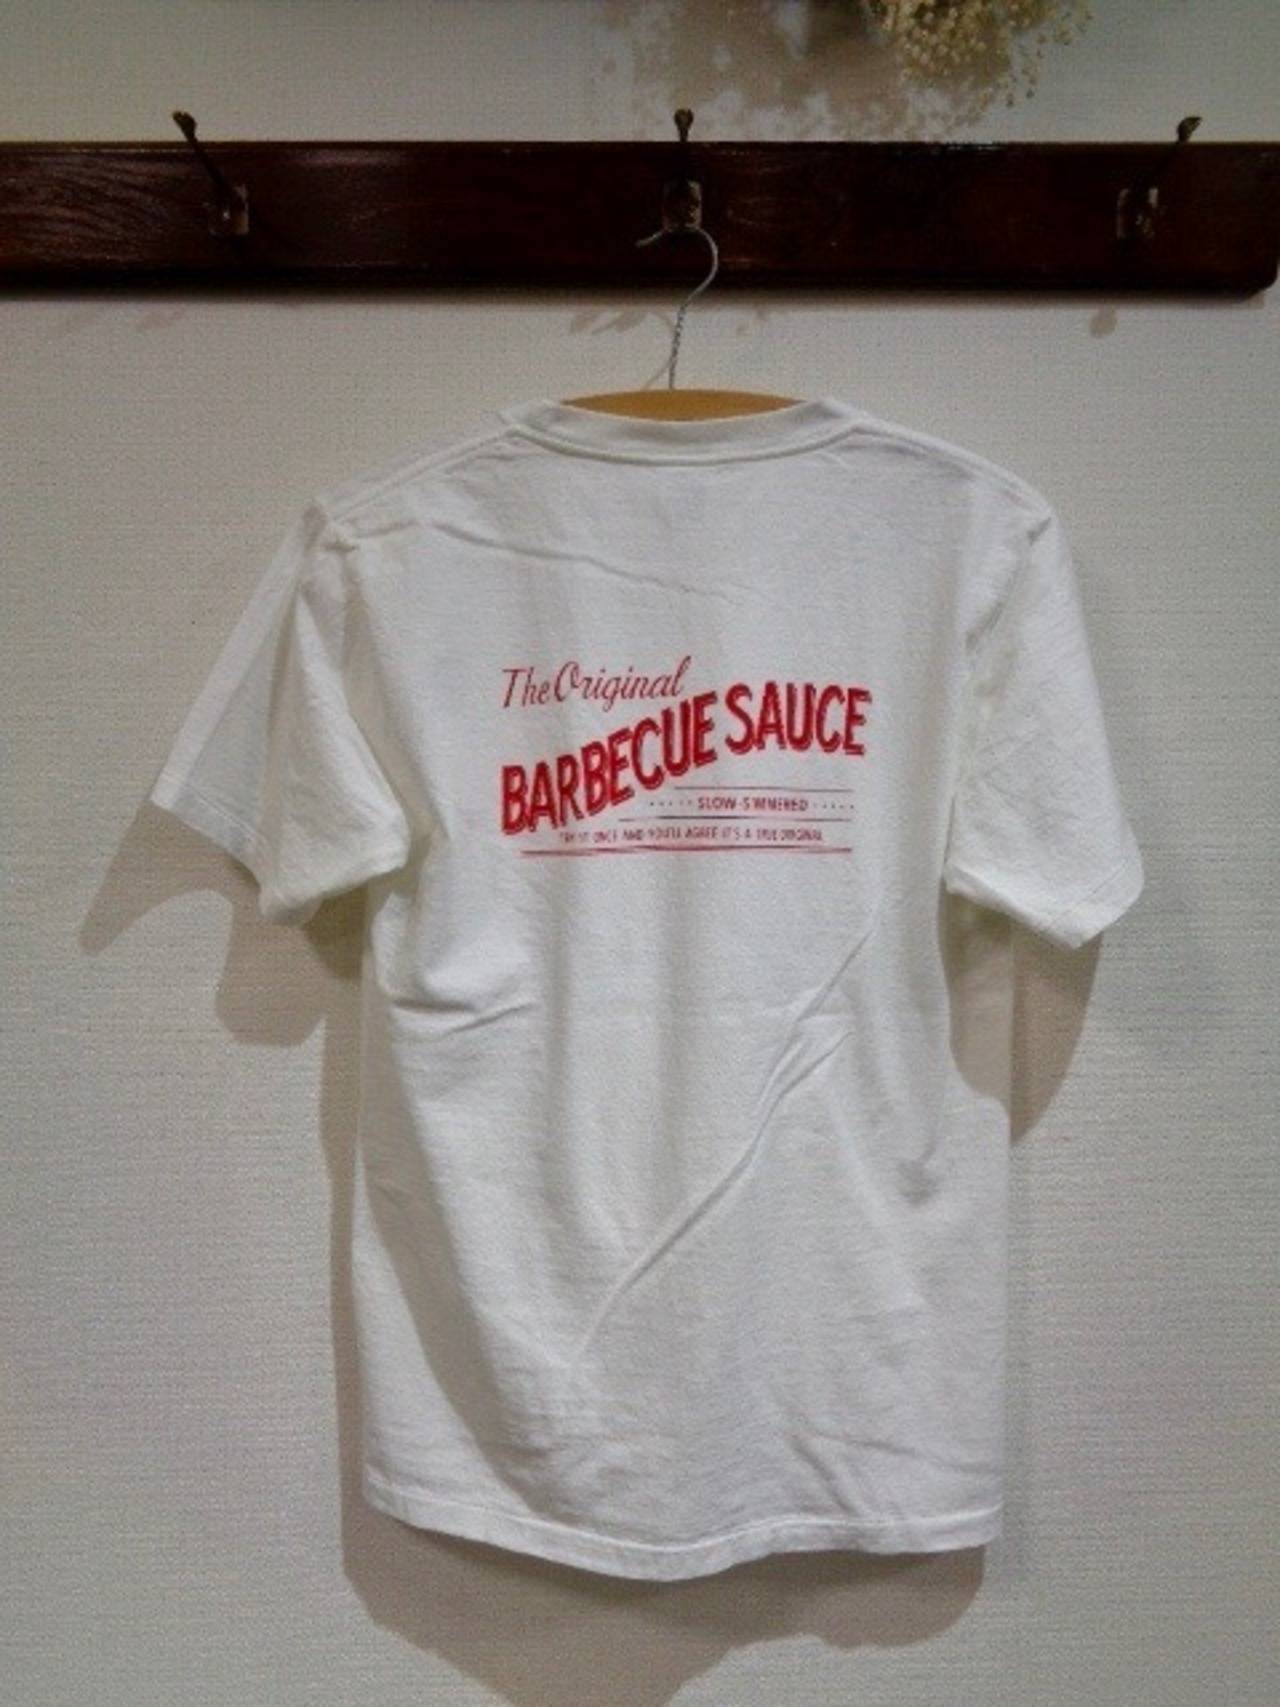 The Original
BARBECUE SAUCE
SLOW-SIMMERED
TRY IT ONCE AND YOU'LL AGREE IT'S A TRUE ORIGINAL